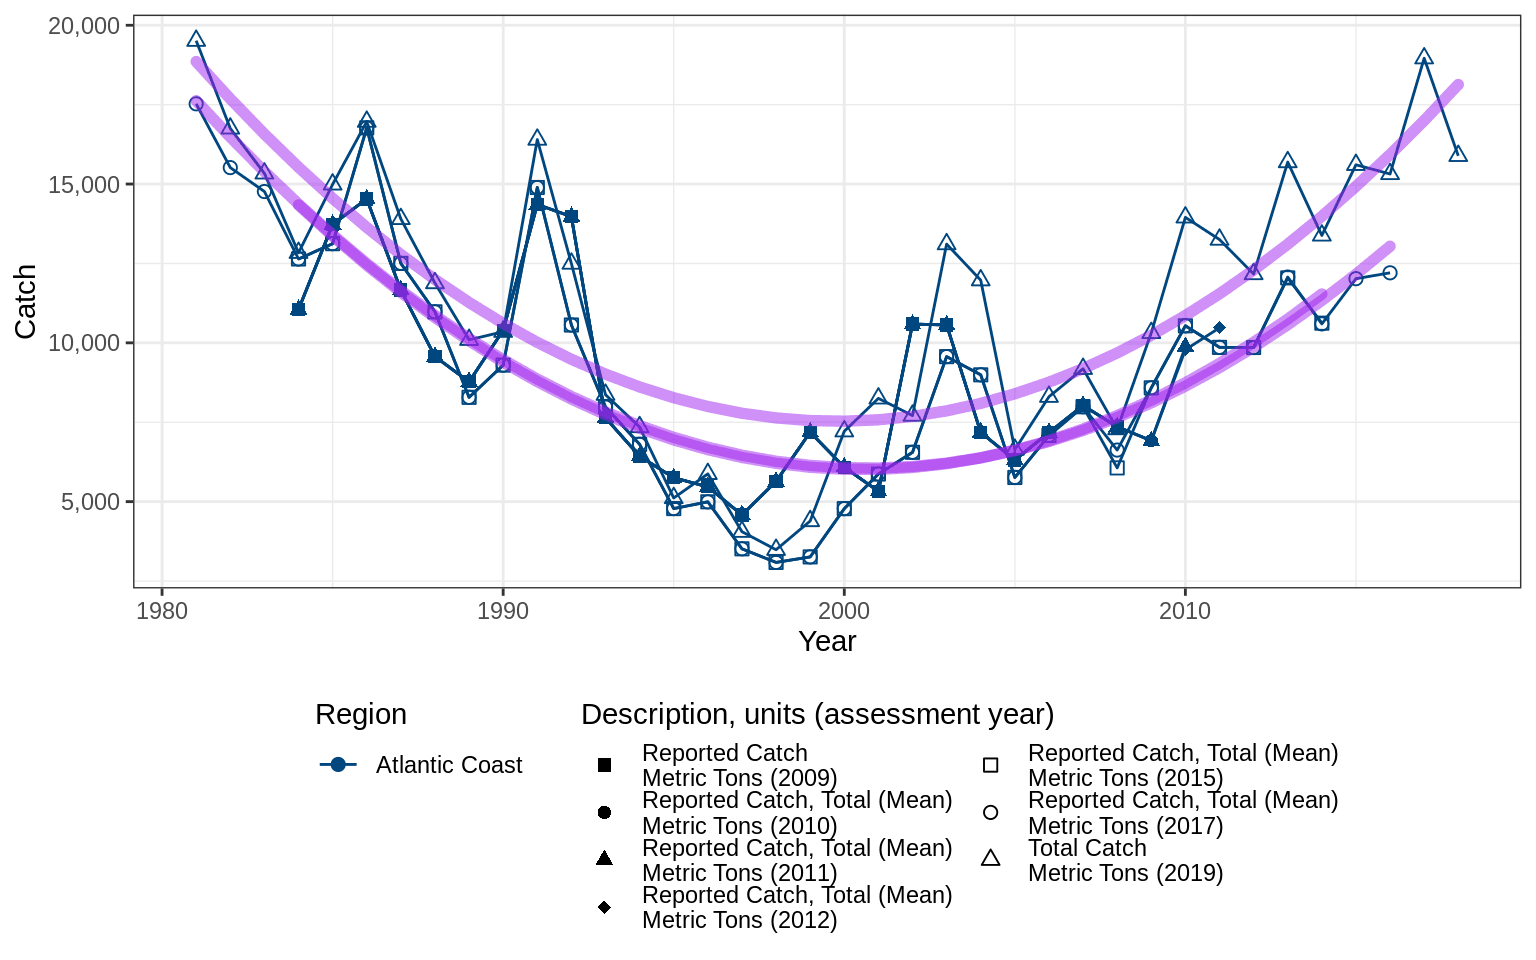 20,000
15,000
10,000
5,000
Catch
1980
1990
2000
2010
Year
Region
Atlantic Coast
Description, units (assessment year)
Reported Catch
Metric Tons (2009)
Reported Catch, Total (Mean)
Metric Tons (2010)
Reported Catch, Total (Mean)
Metric Tons (2011)
Reported Catch, Total (Mean)
Metric Tons (2012)
Reported Catch, Total (Mean)
Metric Tons (2015)
Reported Catch, Total (Mean)
Metric Tons (2017)
Total Catch
Metric Tons (2019)